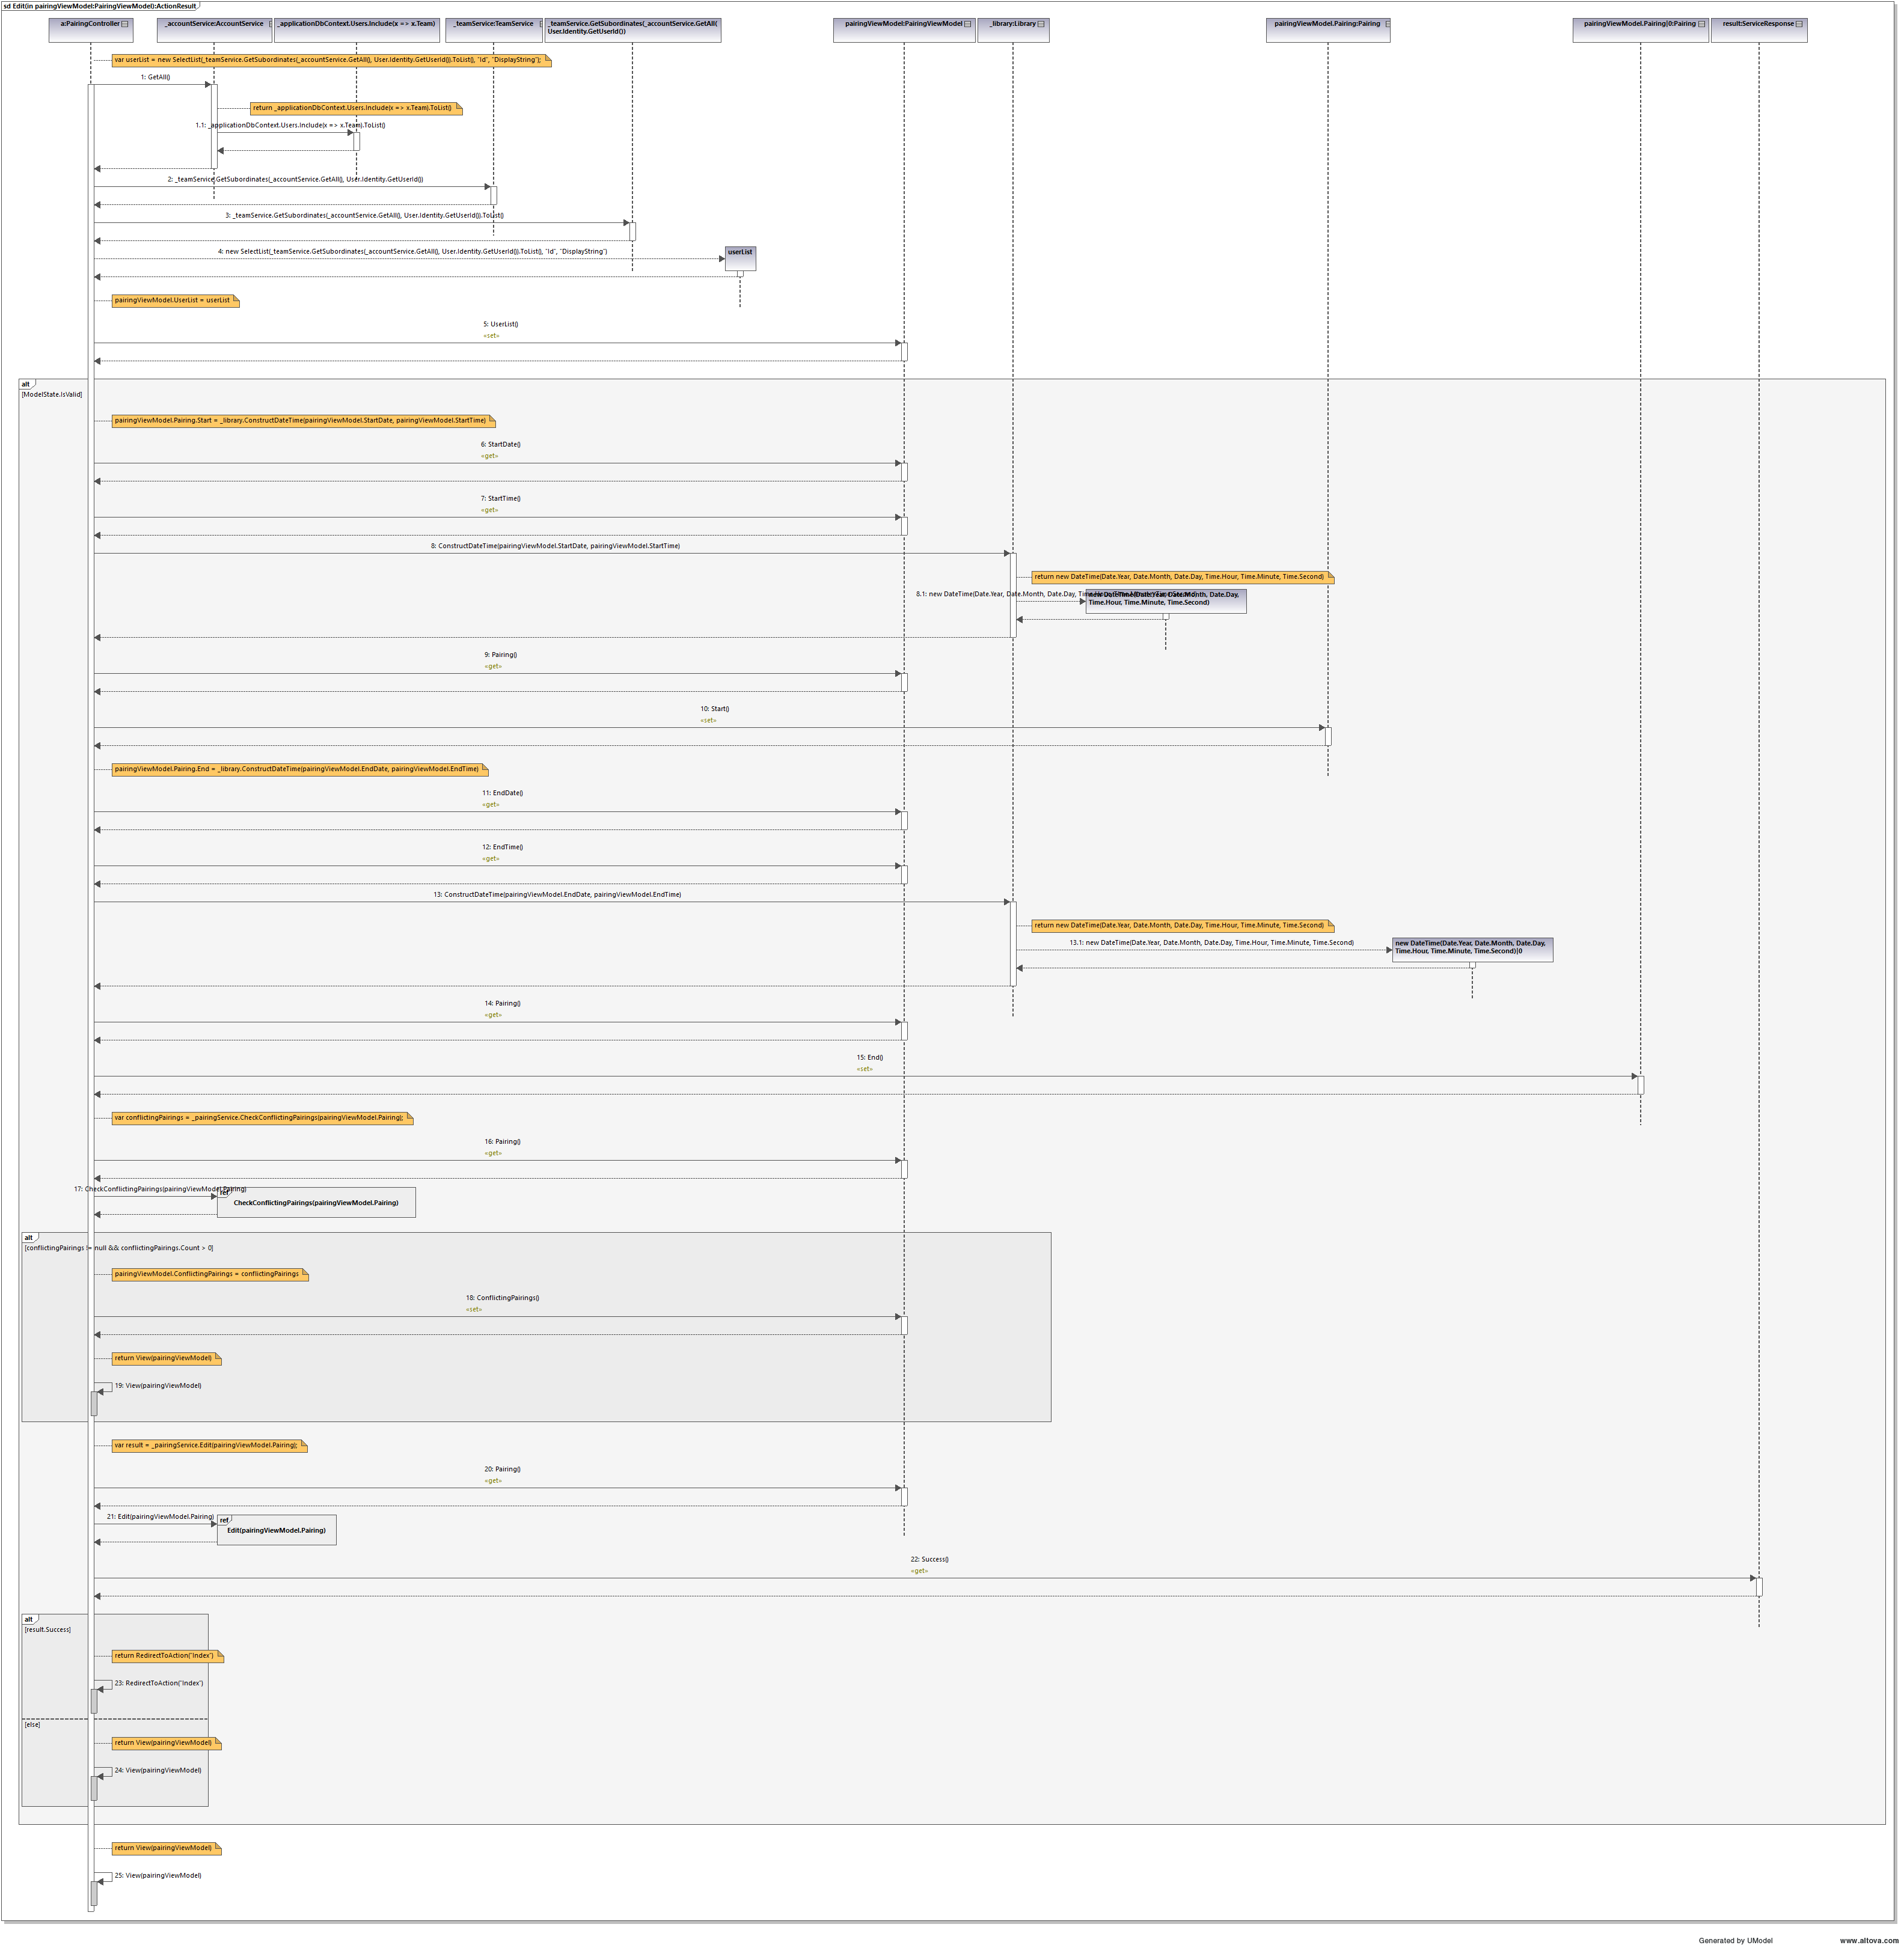 sd Edit(in pairingViewModel:PairingViewModel):ActionResult
a:PairingController
_accountService:AccountService
_applicationDbContext.Users.Include(x => x.Team)
_teamService:TeamService
_teamService.GetSubordinates(_accountService.GetAll(
User.Identity.GetUserId())
pairingViewModel:PairingViewModel
_library:Library
pairingViewModel.Pairing:Pairing
pairingViewModel.Pairing|0:Pairing
result:ServiceResponse
var userList = new SelectList(_teamService.GetSubordinates(_accountService.GetAll(), User.Identity.GetUserId()).ToList(), "Id", "DisplayString");
1: GetAll()
return _applicationDbContext.Users.Include(x => x.Team).ToList()
1.1: _applicationDbContext.Users.Include(x => x.Team).ToList()
2: _teamService.GetSubordinates(_accountService.GetAll(), User.Identity.GetUserId())
3: _teamService.GetSubordinates(_accountService.GetAll(), User.Identity.GetUserId()).ToList()
4: new SelectList(_teamService.GetSubordinates(_accountService.GetAll(), User.Identity.GetUserId()).ToList(), "Id", "DisplayString")
userList
pairingViewModel.UserList = userList
5: UserList()
«set»
alt
[ModelState.IsValid]
pairingViewModel.Pairing.Start = _library.ConstructDateTime(pairingViewModel.StartDate, pairingViewModel.StartTime)
6: StartDate()
«get»
7: StartTime()
«get»
8: ConstructDateTime(pairingViewModel.StartDate, pairingViewModel.StartTime)
return new DateTime(Date.Year, Date.Month, Date.Day, Time.Hour, Time.Minute, Time.Second)
8.1: new DateTime(Date.Year, Date.Month, Date.Day, Time.Hour, Time.Minute, Time.Second)
new DateTime(Date.Year, Date.Month, Date.Day,
Time.Hour, Time.Minute, Time.Second)
9: Pairing()
«get»
10: Start()
«set»
pairingViewModel.Pairing.End = _library.ConstructDateTime(pairingViewModel.EndDate, pairingViewModel.EndTime)
11: EndDate()
«get»
12: EndTime()
«get»
13: ConstructDateTime(pairingViewModel.EndDate, pairingViewModel.EndTime)
return new DateTime(Date.Year, Date.Month, Date.Day, Time.Hour, Time.Minute, Time.Second)
13.1: new DateTime(Date.Year, Date.Month, Date.Day, Time.Hour, Time.Minute, Time.Second)
new DateTime(Date.Year, Date.Month, Date.Day,
Time.Hour, Time.Minute, Time.Second)|0
14: Pairing()
«get»
15: End()
«set»
var conflictingPairings = _pairingService.CheckConflictingPairings(pairingViewModel.Pairing);
16: Pairing()
«get»
17: CheckConflictingPairings(pairingViewModel.Pairing)
ref
CheckConflictingPairings(pairingViewModel.Pairing)
alt
[conflictingPairings != null && conflictingPairings.Count > 0]
pairingViewModel.ConflictingPairings = conflictingPairings
18: ConflictingPairings()
«set»
return View(pairingViewModel)
19: View(pairingViewModel)
var result = _pairingService.Edit(pairingViewModel.Pairing);
20: Pairing()
«get»
21: Edit(pairingViewModel.Pairing)
ref
Edit(pairingViewModel.Pairing)
22: Success()
«get»
alt
[result.Success]
return RedirectToAction("Index")
23: RedirectToAction("Index")
[else]
return View(pairingViewModel)
24: View(pairingViewModel)
return View(pairingViewModel)
25: View(pairingViewModel)
Generated by UModel
www.altova.com